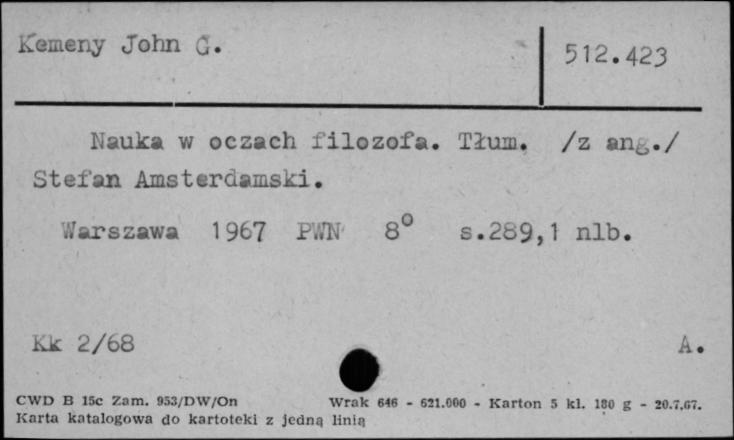 Kemeny John G.
512.423
Nauka w oczach filozofa. Tłum. /z ang./
Stefan Amsterdamski.
Warszawa 1967 PWN 8° s.289,1 nlb.
Kk 2/68 A.
CWD B 15c Zam. 953/DW/On Wrak 646 - 621.000 - Karton 5 kl. 180 g - 20.7.67.
Karta katalogowa do kartoteki z jedną linią